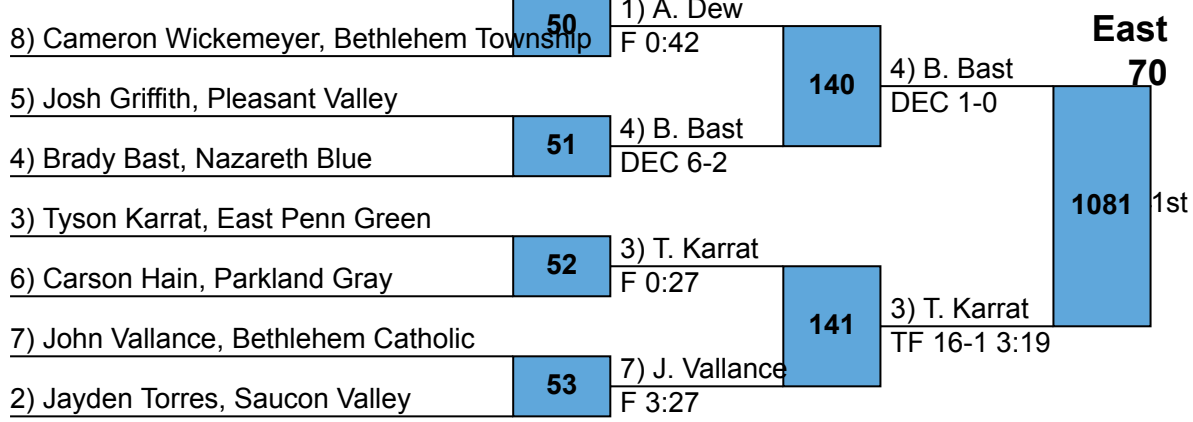 1) A. Dew
50
8) Cameron Wickemeyer, Bethlehem Township
F 0:42
East
70
4) B. Bast
140
DEC 1-0
5) Josh Griffith, Pleasant Valley
51
4) B. Bast
4) Brady Bast, Nazareth Blue
DEC 6-2
1081
1st
3) Tyson Karrat, East Penn Green
52
3) T. Karrat
6) Carson Hain, Parkland Gray
F 0:27
141
3) T. Karrat
TF 16-1 3:19
7) John Vallance, Bethlehem Catholic
53
7) J. Vallance
2) Jayden Torres, Saucon Valley
F 3:27